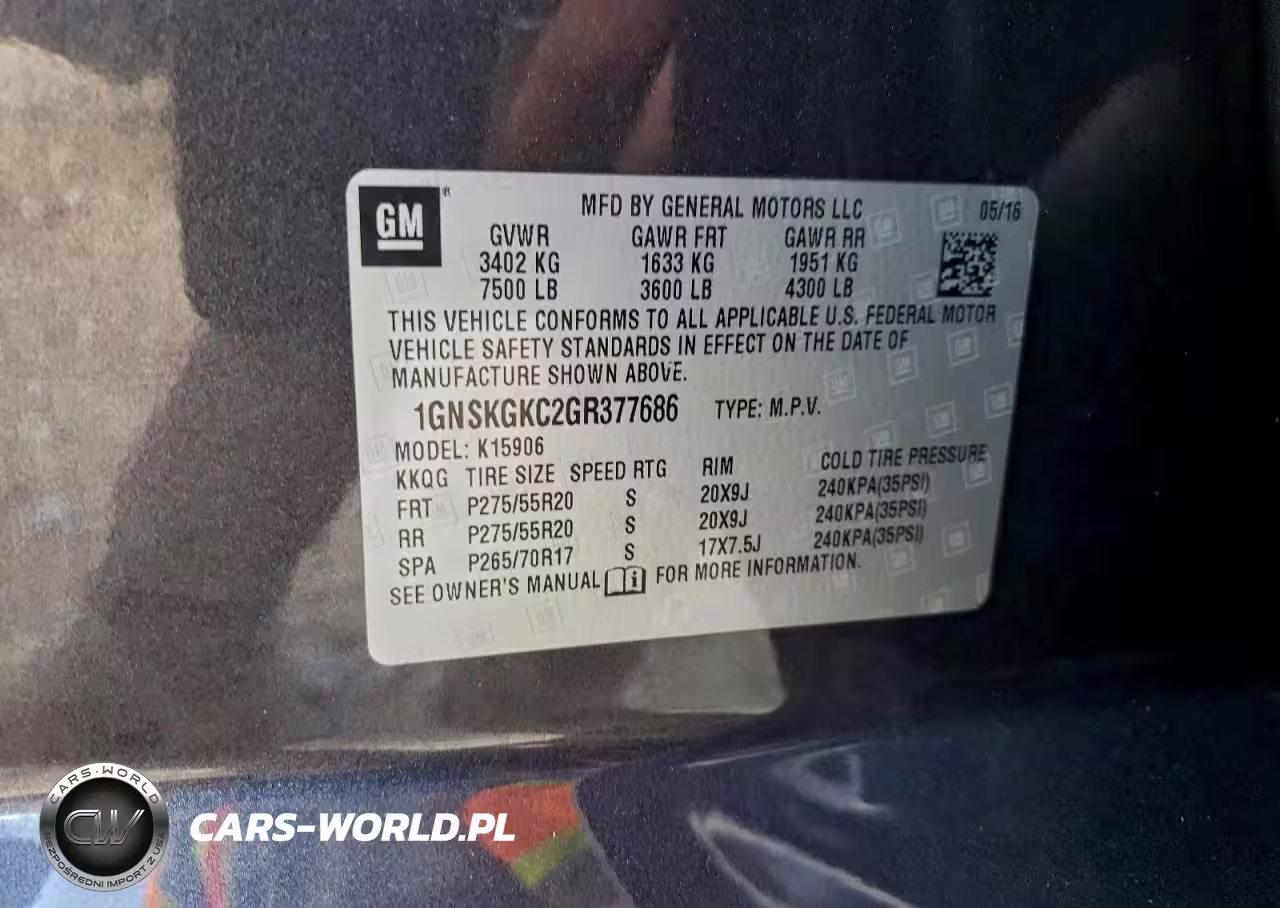 GM®
MFD BY GENERAL MOTORS LLC 05/16
GVWR GAWR FRT GAWR RR
3402 KG 1633 KG 1951 KG
7500 LB 3600 LB 4300 LB
THIS VEHICLE CONFORMS TO ALL APPLICABLE U.S. FEDERAL MOTOR
VEHICLE SAFETY STANDARDS IN EFFECT ON THE DATE OF
MANUFACTURE SHOWN ABOVE.
1GNSKGKC2GR377686 TYPE: M.P.V.
MODEL: K15906
KKQG TIRE SIZE SPEED RTG RIM COLD TIRE PRESSURE
FRT P275/55R20 S 20X9J 240KPA(35PSI)
RR P275/55R20 S 20X9J 240KPA(35PSI)
SPA P265/70R17 S 17X7.5J 240KPA(35PSI)
SEE OWNER'S MANUAL FOR MORE INFORMATION.
CARS-WORLD
CW
BEZPOŚREDNI IMPORT Z USA
CARS-WORLD.PL